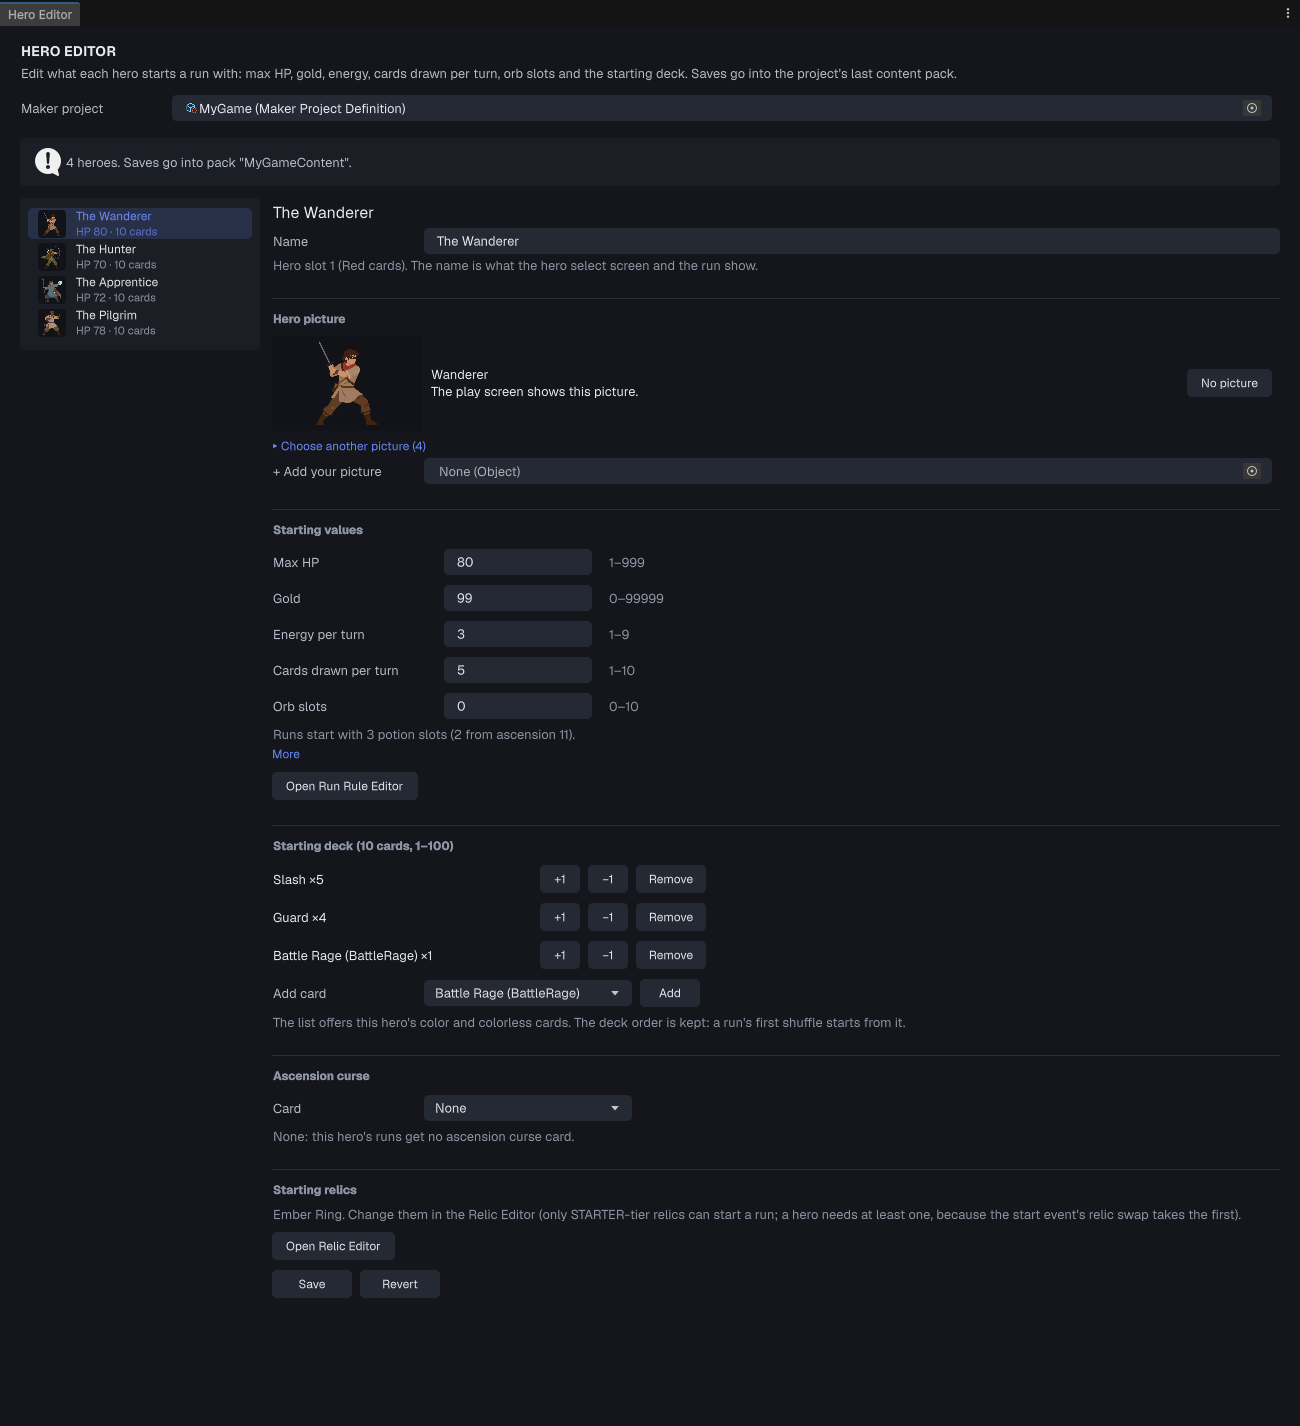 Hero Editor
HERO EDITOR
Edit what each hero starts a run with: max HP, gold, energy, cards drawn per turn, orb slots and the starting deck. Saves go into the project's last content pack.
Maker project
MyGame (Maker Project Definition)
4 heroes. Saves go into pack "MyGameContent".
The Wanderer
HP 80 · 10 cards
The Hunter
HP 70 · 10 cards
The Apprentice
HP 72 · 10 cards
The Pilgrim
HP 78 · 10 cards
The Wanderer
Name
The Wanderer
Hero slot 1 (Red cards). The name is what the hero select screen and the run show.
Hero picture
Wanderer
The play screen shows this picture.
No picture
Choose another picture (4)
+ Add your picture
None (Object)
Starting values
Max HP
80
1–999
Gold
99
0–99999
Energy per turn
3
1–9
Cards drawn per turn
5
1–10
Orb slots
0
0–10
Runs start with 3 potion slots (2 from ascension 11).
More
Open Run Rule Editor
Starting deck (10 cards, 1–100)
Slash ×5
+1
−1
Remove
Guard ×4
+1
−1
Remove
Battle Rage (BattleRage) ×1
+1
−1
Remove
Add card
Battle Rage (BattleRage)
Add
The list offers this hero's color and colorless cards. The deck order is kept: a run's first shuffle starts from it.
Ascension curse
Card
None
None: this hero's runs get no ascension curse card.
Starting relics
Ember Ring. Change them in the Relic Editor (only STARTER-tier relics can start a run; a hero needs at least one, because the start event's relic swap takes the first).
Open Relic Editor
Save
Revert